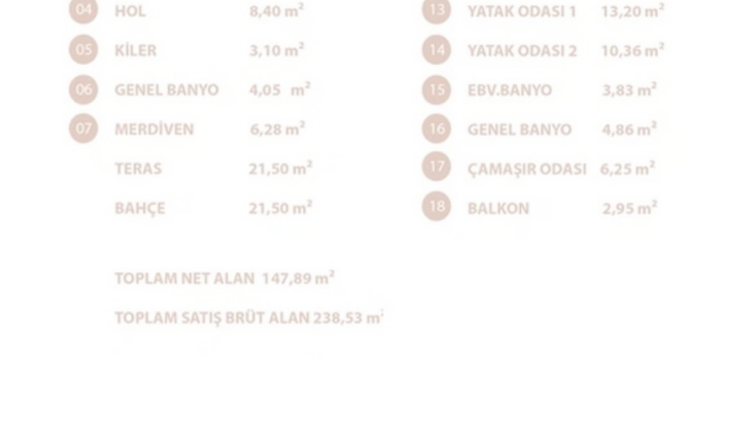 04 HOL 8,40 m²
05 KİLER 3,10 m²
06 GENEL BANYO 4,05 m²
07 MERDİVEN 6,28 m²
TERAS 21,50 m²
BAHÇE 21,50 m²
13 YATAK ODASI 1 13,20 m²
14 YATAK ODASI 2 10,36 m²
15 EBV.BANYO 3,83 m²
16 GENEL BANYO 4,86 m²
17 ÇAMAŞIR ODASI 6,25 m²
18 BALKON 2,95 m²
TOPLAM NET ALAN 147,89 m²
TOPLAM SATIŞ BRÜT ALAN 238,53 m²